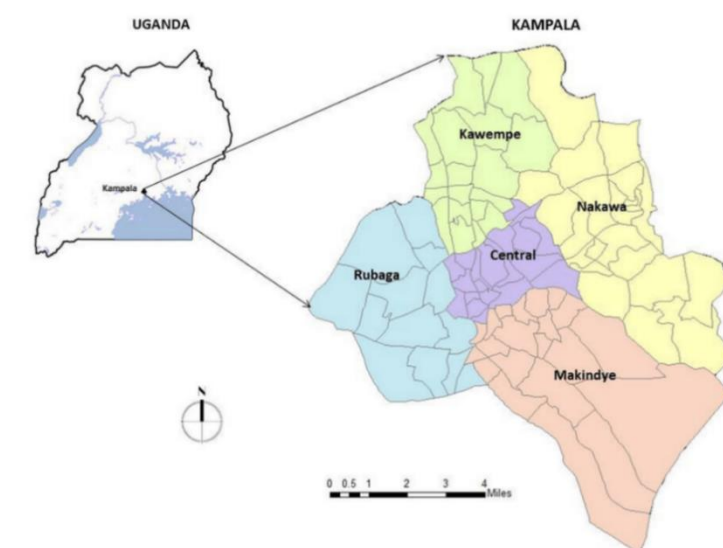 UGANDA
KAMPALA
Kawempe
Kampala
Nakawa
Central
Rubaga
Makindye
N
0 0.5 1 2 3 4
Miles